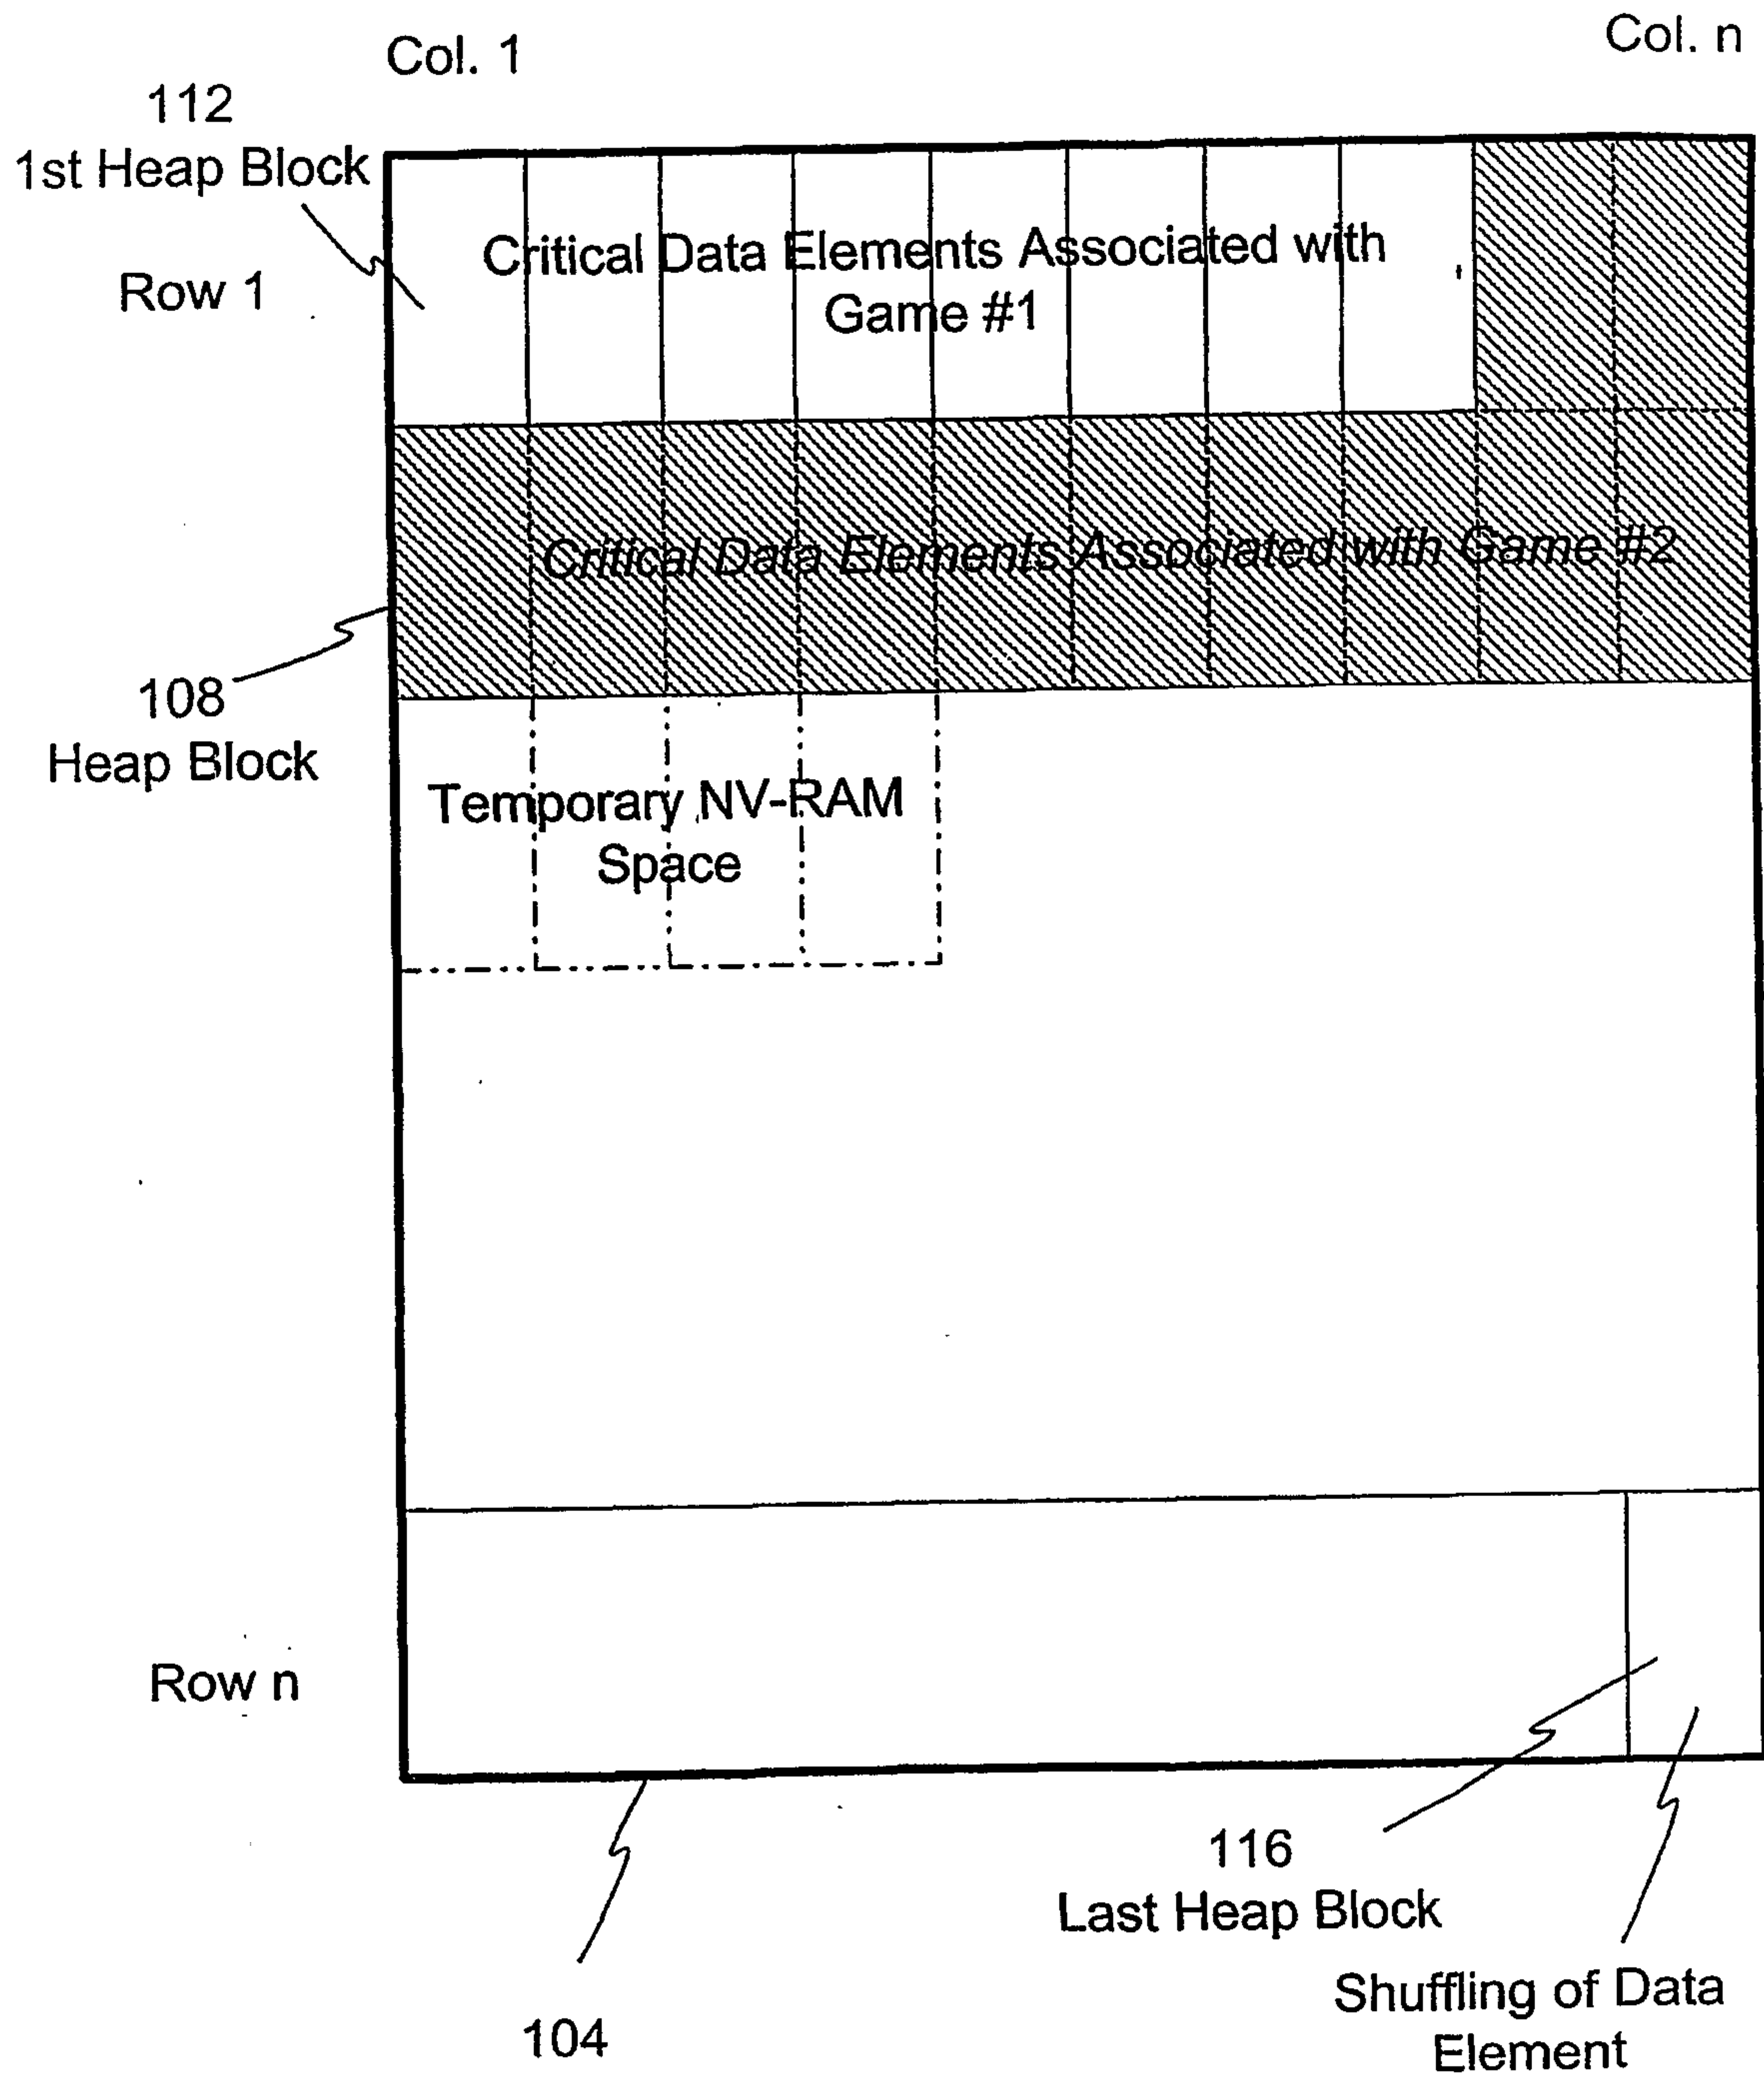 Col. 1
Col. n
112
1st Heap Block
Row 1
Critical Data Elements Associated with
Game #1
Critical Data Elements Associated with Game #2
108
Heap Block
Temporary NV-RAM
Space
Row n
116
Last Heap Block
Shuffling of Data
Element
104